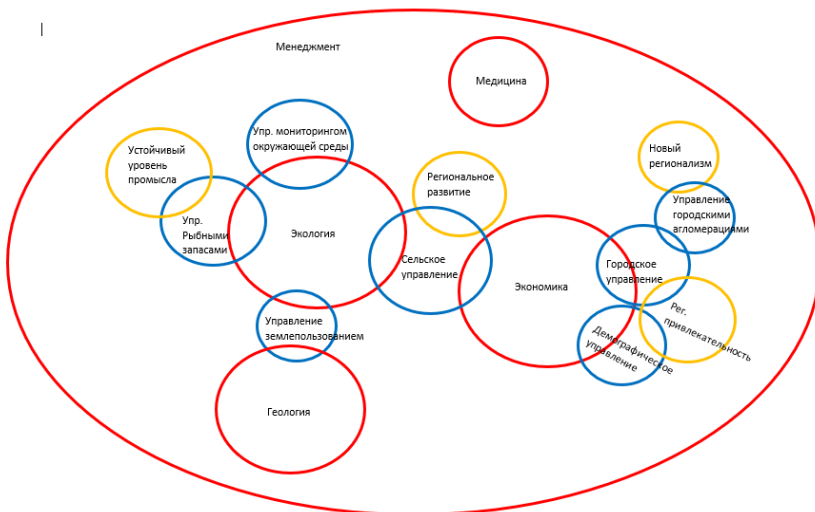 Менеджмент
Медицина
Упр. мониторингом
окружающей среды
Устойчивый
уровень
промысла
Новый
регионализм
Региональное
развитие
Управление
городскими
агломерациями
Упр.
Рыбными
запасами
Экология
Сельское
управление
Городское
управление
Экономика
Рег.
привлекательность
Управление
землепользованием
Демографическое
управление
Геология